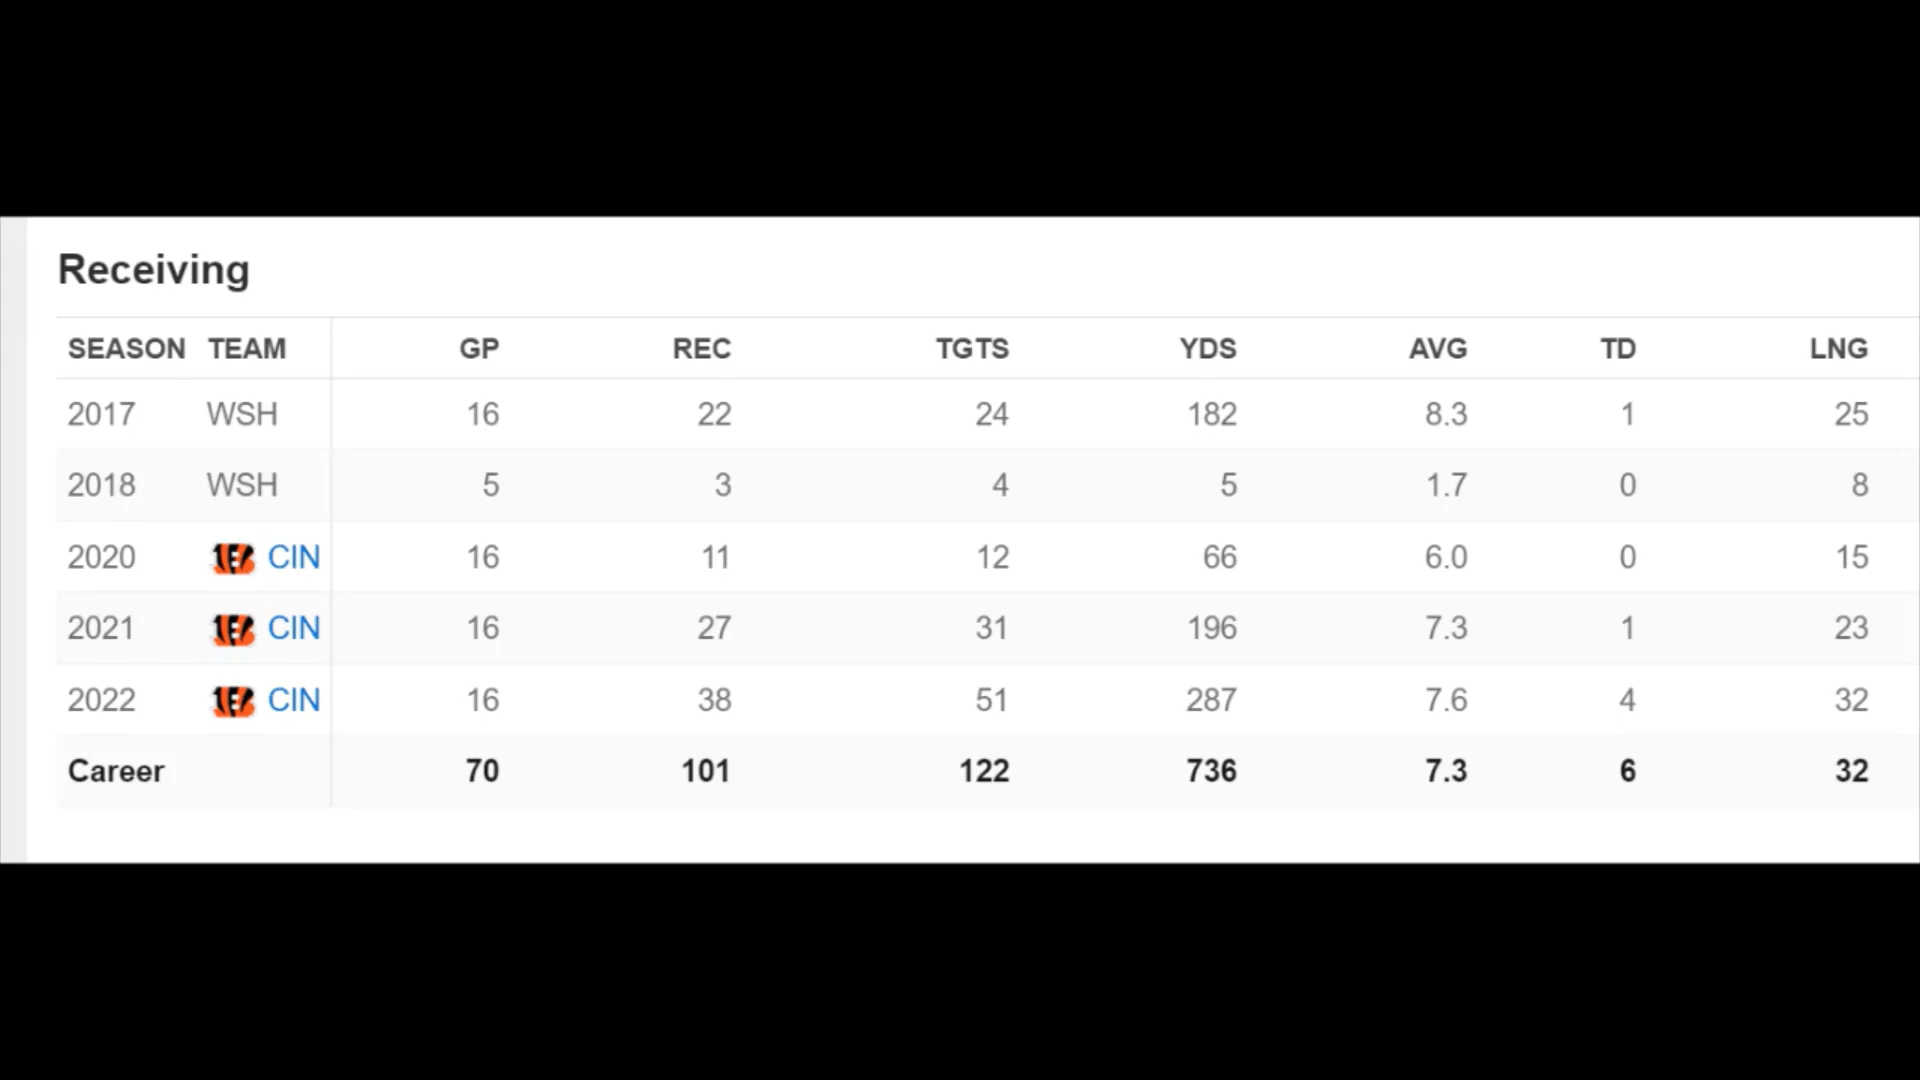 Receiving
SEASON TEAM GP REC TGTS YDS AVG TD LNG
2017 WSH 16 22 24 182 8.3 1 25
2018 WSH 5 3 4 5 1.7 0 8
2020 CIN 16 11 12 66 6.0 0 15
2021 CIN 16 27 31 196 7.3 1 23
2022 CIN 16 38 51 287 7.6 4 32
Career 70 101 122 736 7.3 6 32